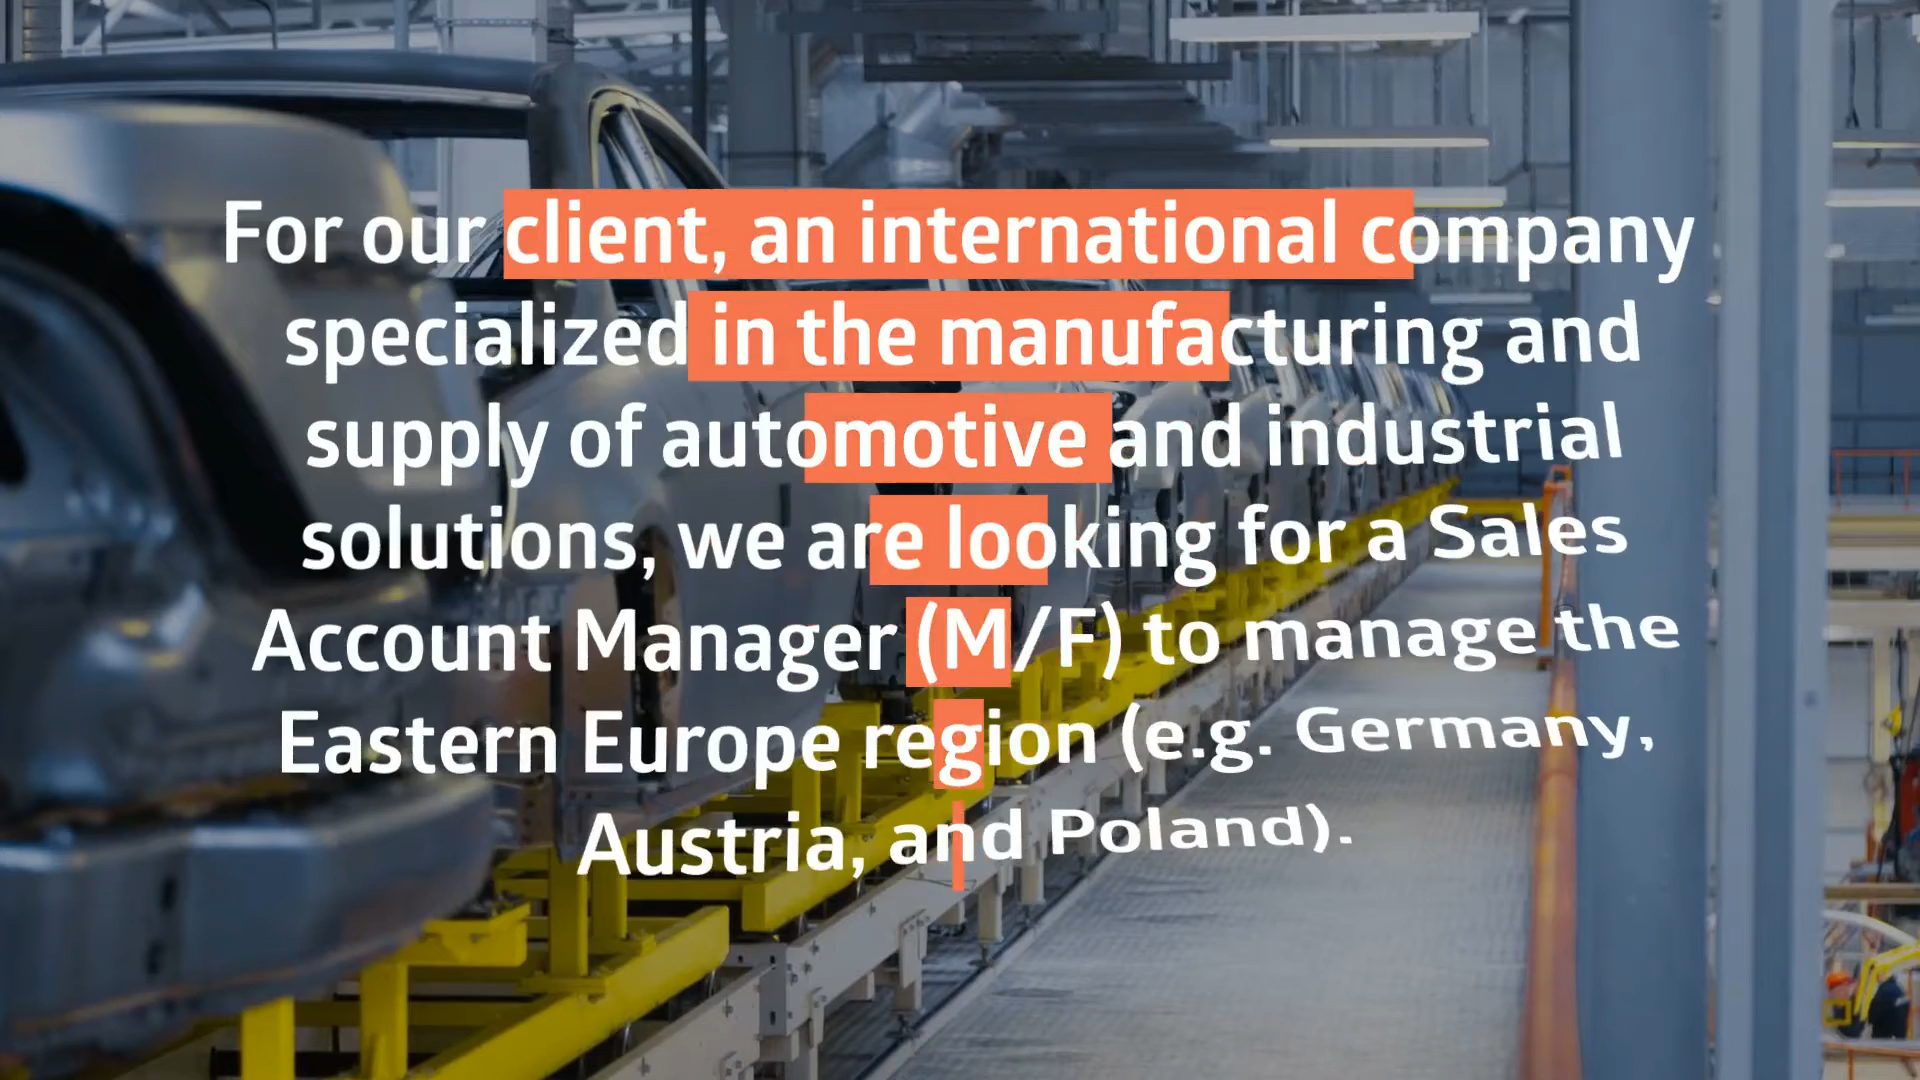 For our client, an international company
specialized in the manufacturing and
supply of automotive and industrial
solutions, we are looking for a Sales
Account Manager (M/F) to manage the
Eastern Europe region (e.g. Germany,
Austria, and Poland).